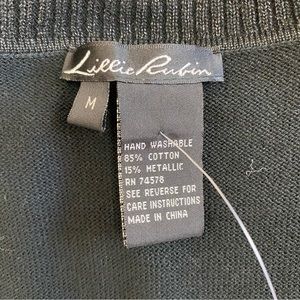 Lillie Rubin
M
HAND WASHABLE
85% COTTON
15% METALLIC
RN 74578
SEE REVERSE FOR
CARE INSTRUCTIONS
MADE IN CHINA